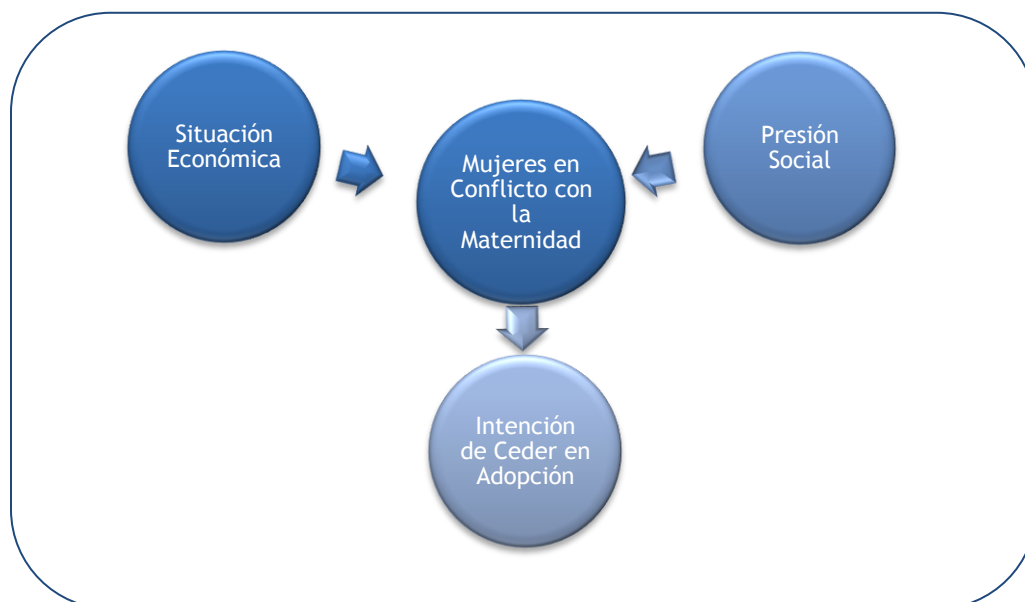 Situación
Económica
Mujeres en
Conflicto con
la
Maternidad
Presión
Social
Intención
de Ceder en
Adopción